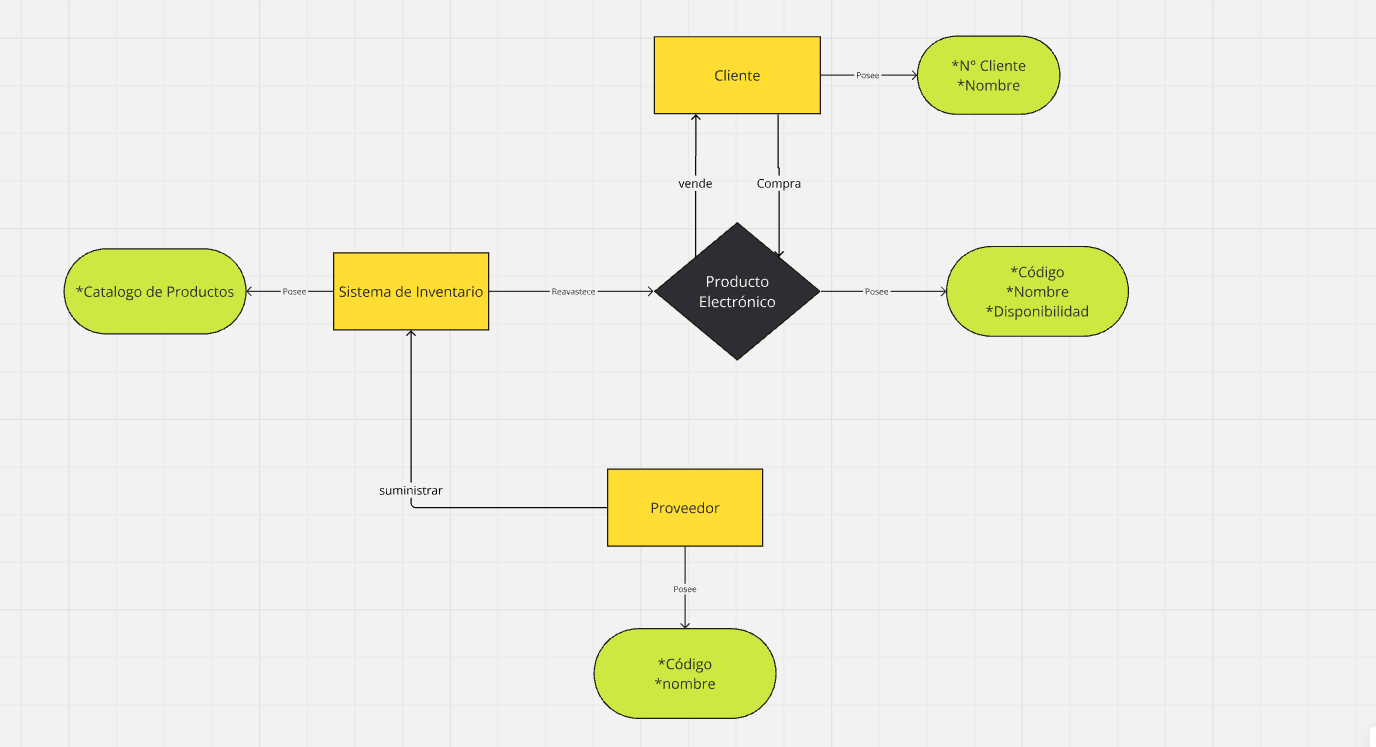 Cliente
Posee
*N° Cliente
*Nombre
vende
Compra
*Catalogo de Productos
Posee
Sistema de Inventario
Reavastece
Producto
Electrónico
Posee
*Código
*Nombre
*Disponibilidad
suministrar
Proveedor
Posee
*Código
*nombre